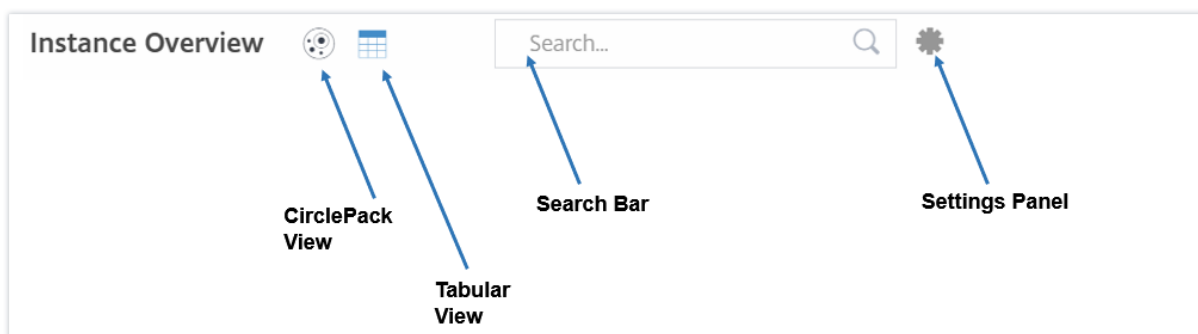 Instance Overview
Search...
CirclePack
View
Search Bar
Settings Panel
Tabular
View